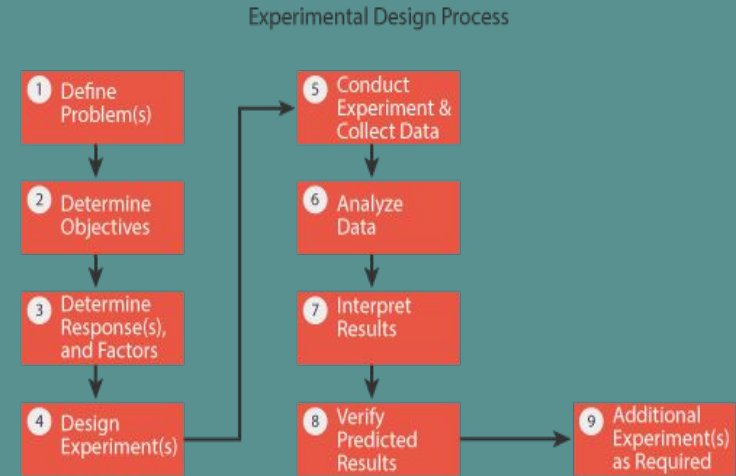 Experimental Design Process
1 Define
Problem(s)
2 Determine
Objectives
3 Determine
Response(s),
and Factors
4 Design
Experiment(s)
5 Conduct
Experiment &
Collect Data
6 Analyze
Data
7 Interpret
Results
8 Verify
Predicted
Results
9 Additional
Experiment(s)
as Required